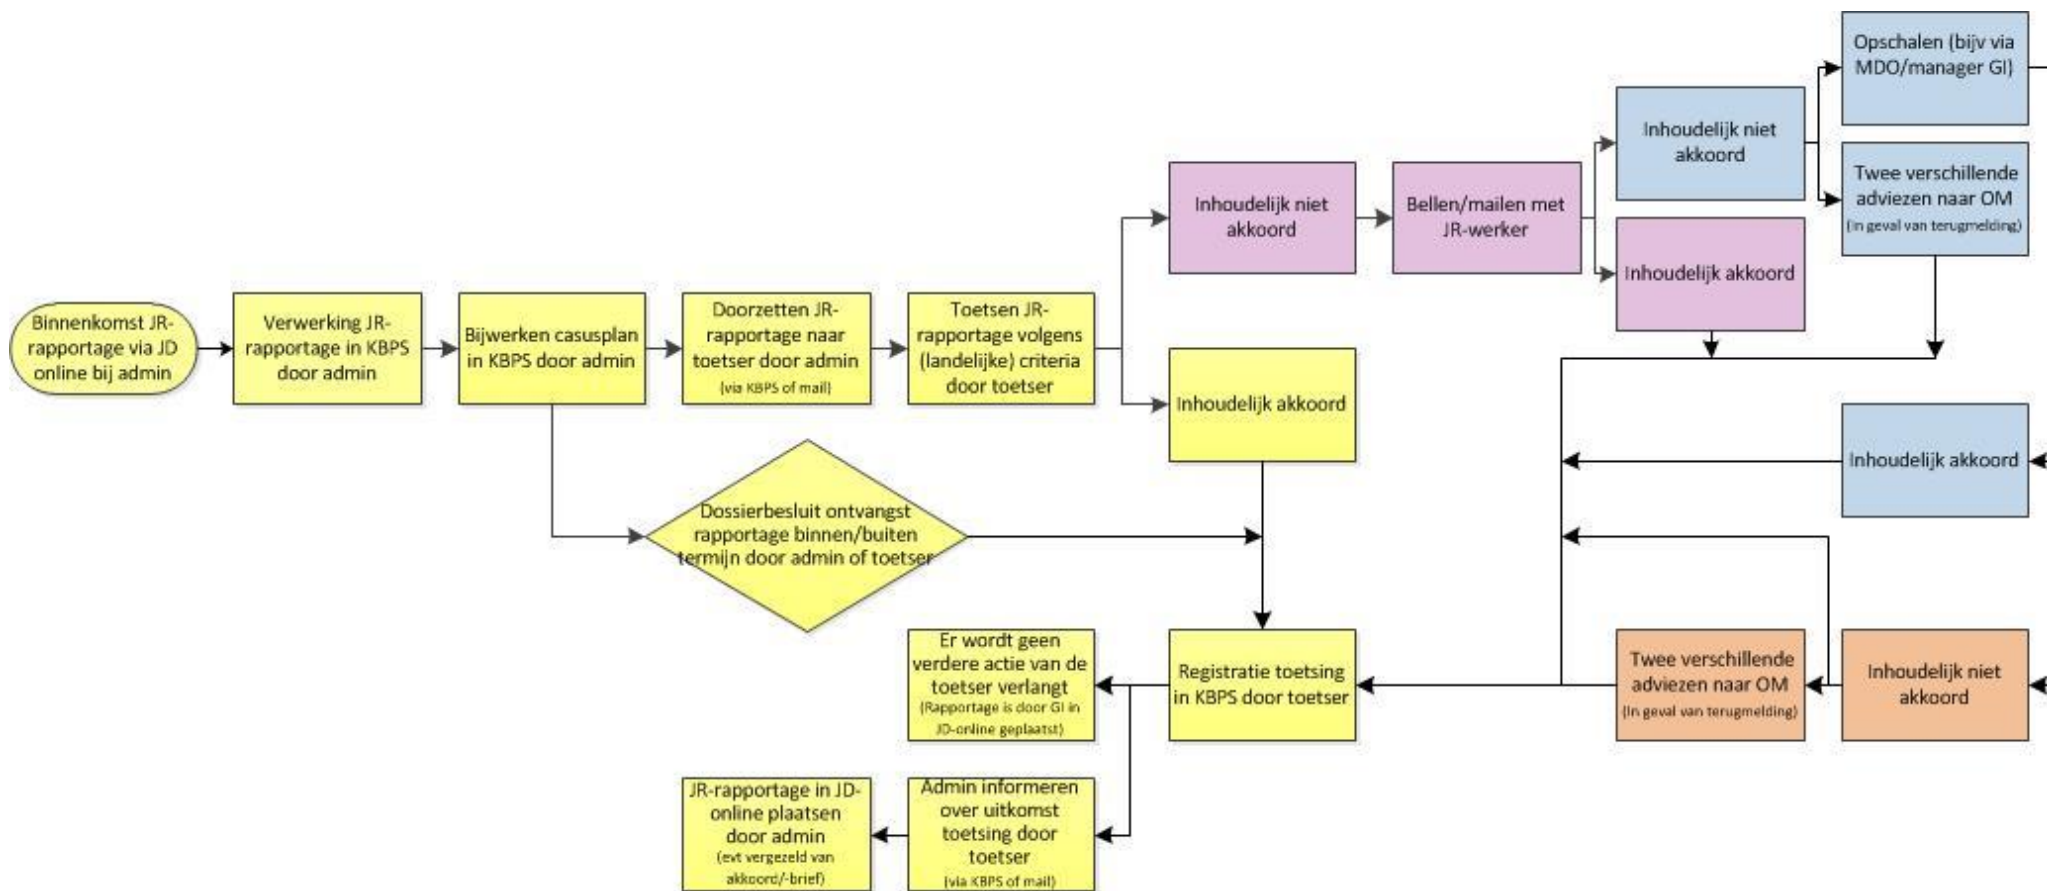 Opschalen (bijv via
MDO/manager GI)
Inhoudelijk niet
akkoord
Twee verschillende
adviezen naar OM
(In geval van terugmelding)
Inhoudelijk niet
akkoord
Bellen/mailen met
JR-werker
Inhoudelijk akkoord
Binnenkomst JR-
rapportage via JD
online bij admin
Verwerking JR-
rapportage in KBPS
door admin
Bijwerken casusplan
in KBPS door admin
Doorzetten JR-
rapportage naar
toetser door admin
(via KBPS of mail)
Toetsen JR-
rapportage volgens
(landelijke) criteria
door toetser
Inhoudelijk akkoord
Inhoudelijk akkoord
Dossierbesluit ontvangst
rapportage binnen/buiten
termijn door admin of toetser
Er wordt geen
verdere actie van de
toetser verlangt
(Rapportage is door GI in
JD-online geplaatst)
Registratie toetsing
in KBPS door toetser
Twee verschillende
adviezen naar OM
(In geval van terugmelding)
Inhoudelijk niet
akkoord
JR-rapportage in JD-
online plaatsen
door admin
(evt vergezeld van
akkoord/-brief)
Admin informeren
over uitkomst
toetsing door
toetser
(via KBPS of mail)